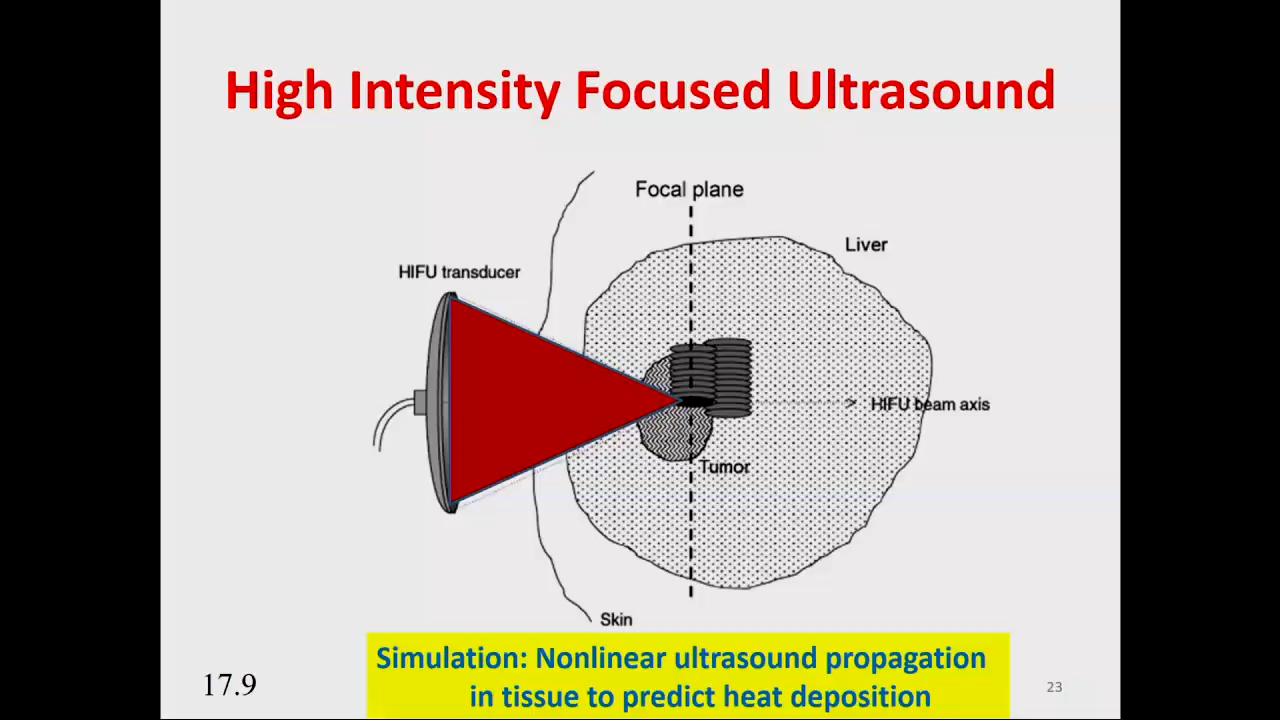 High Intensity Focused Ultrasound
Focal plane
Liver
HIFU transducer
HIFU beam axis
Tumor
Skin
Simulation: Nonlinear ultrasound propagation
in tissue to predict heat deposition
17.9
23